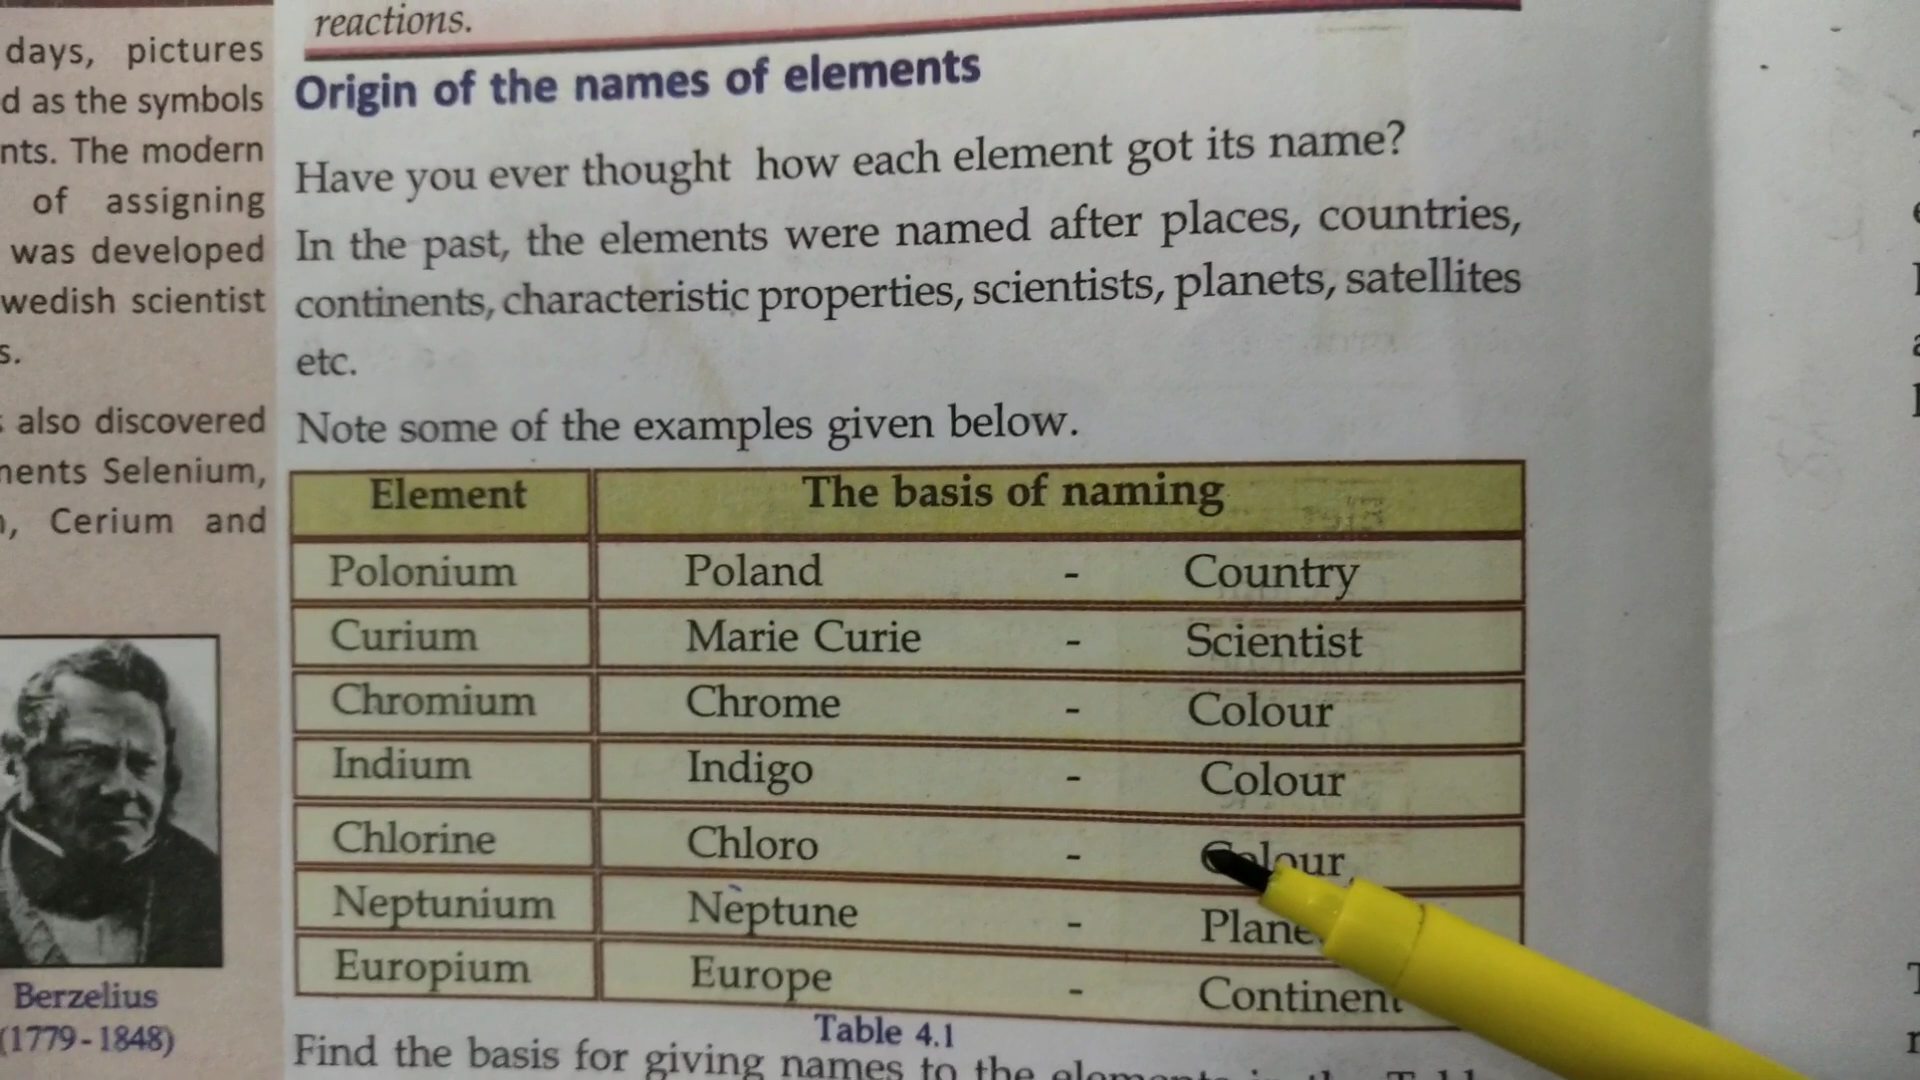 days, pictures
d as the symbols
nts. The modern
of assigning
was developed
wedish scientist
s.
also discovered
nents Selenium,
, Cerium and
Berzelius
(1779-1848)
reactions.
Origin of the names of elements
Have you ever thought how each element got its name?
In the past, the elements were named after places, countries,
continents, characteristic properties, scientists, planets, satellites
etc.
Note some of the examples given below.
Element The basis of naming
Polonium Poland - Country
Curium Marie Curie - Scientist
Chromium Chrome - Colour
Indium Indigo - Colour
Chlorine Chloro - Colour
Neptunium Neptune - Plane
Europium Europe - Continent
Table 4.1
Find the basis for giving names to the elements in the